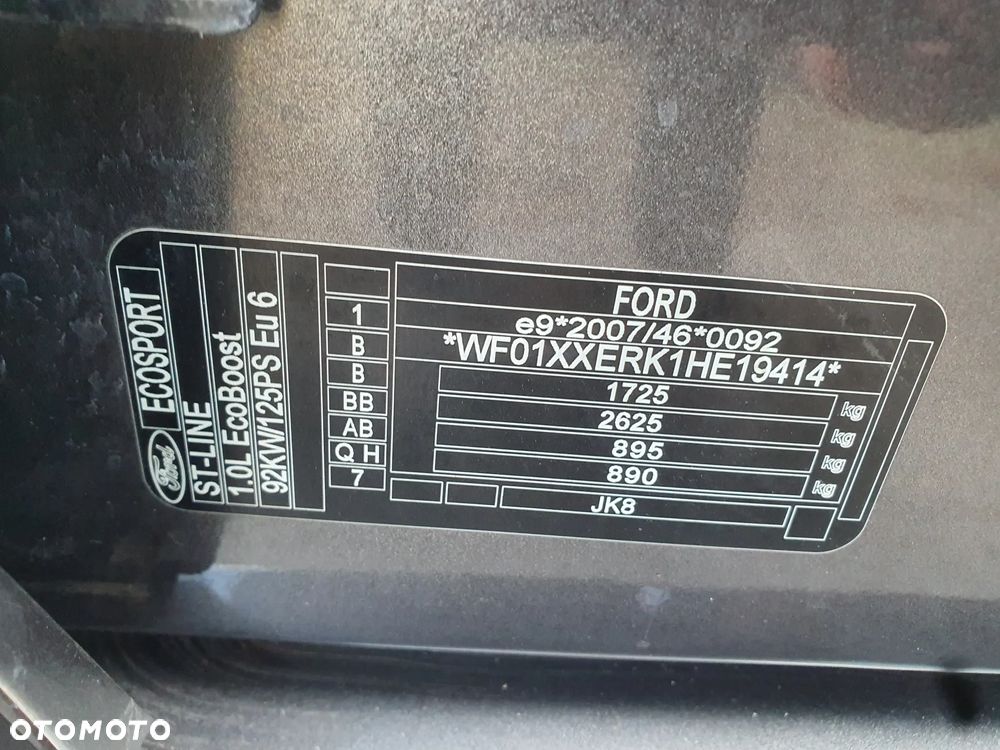 FORD
e9*2007/46*0092
*WF01XXERK1HE19414*
1725 kg
2625 kg
895 kg
890 kg
JK8
1
B
B
BB
AB
Q H
7
Ford ECOSPORT
ST-LINE
1.0L EcoBoost
92KW/125PS Eu 6
OTOMOTO